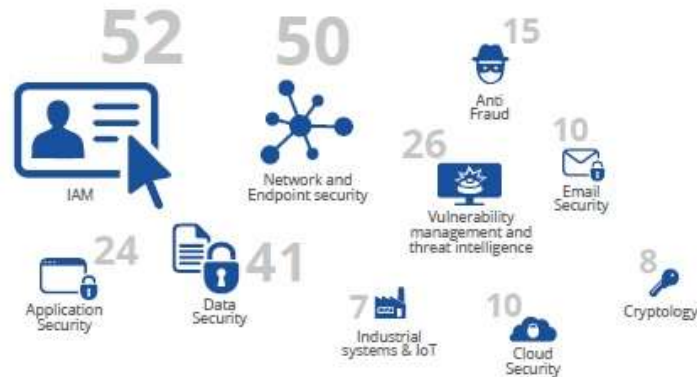 52
IAM
50
Network and
Endpoint security
15
Anti
Fraud
26
Vulnerability
management and
threat intelligence
10
Email
Security
24
Application
Security
41
Data
Security
7
Industrial
systems & IoT
10
Cloud
Security
8
Cryptology